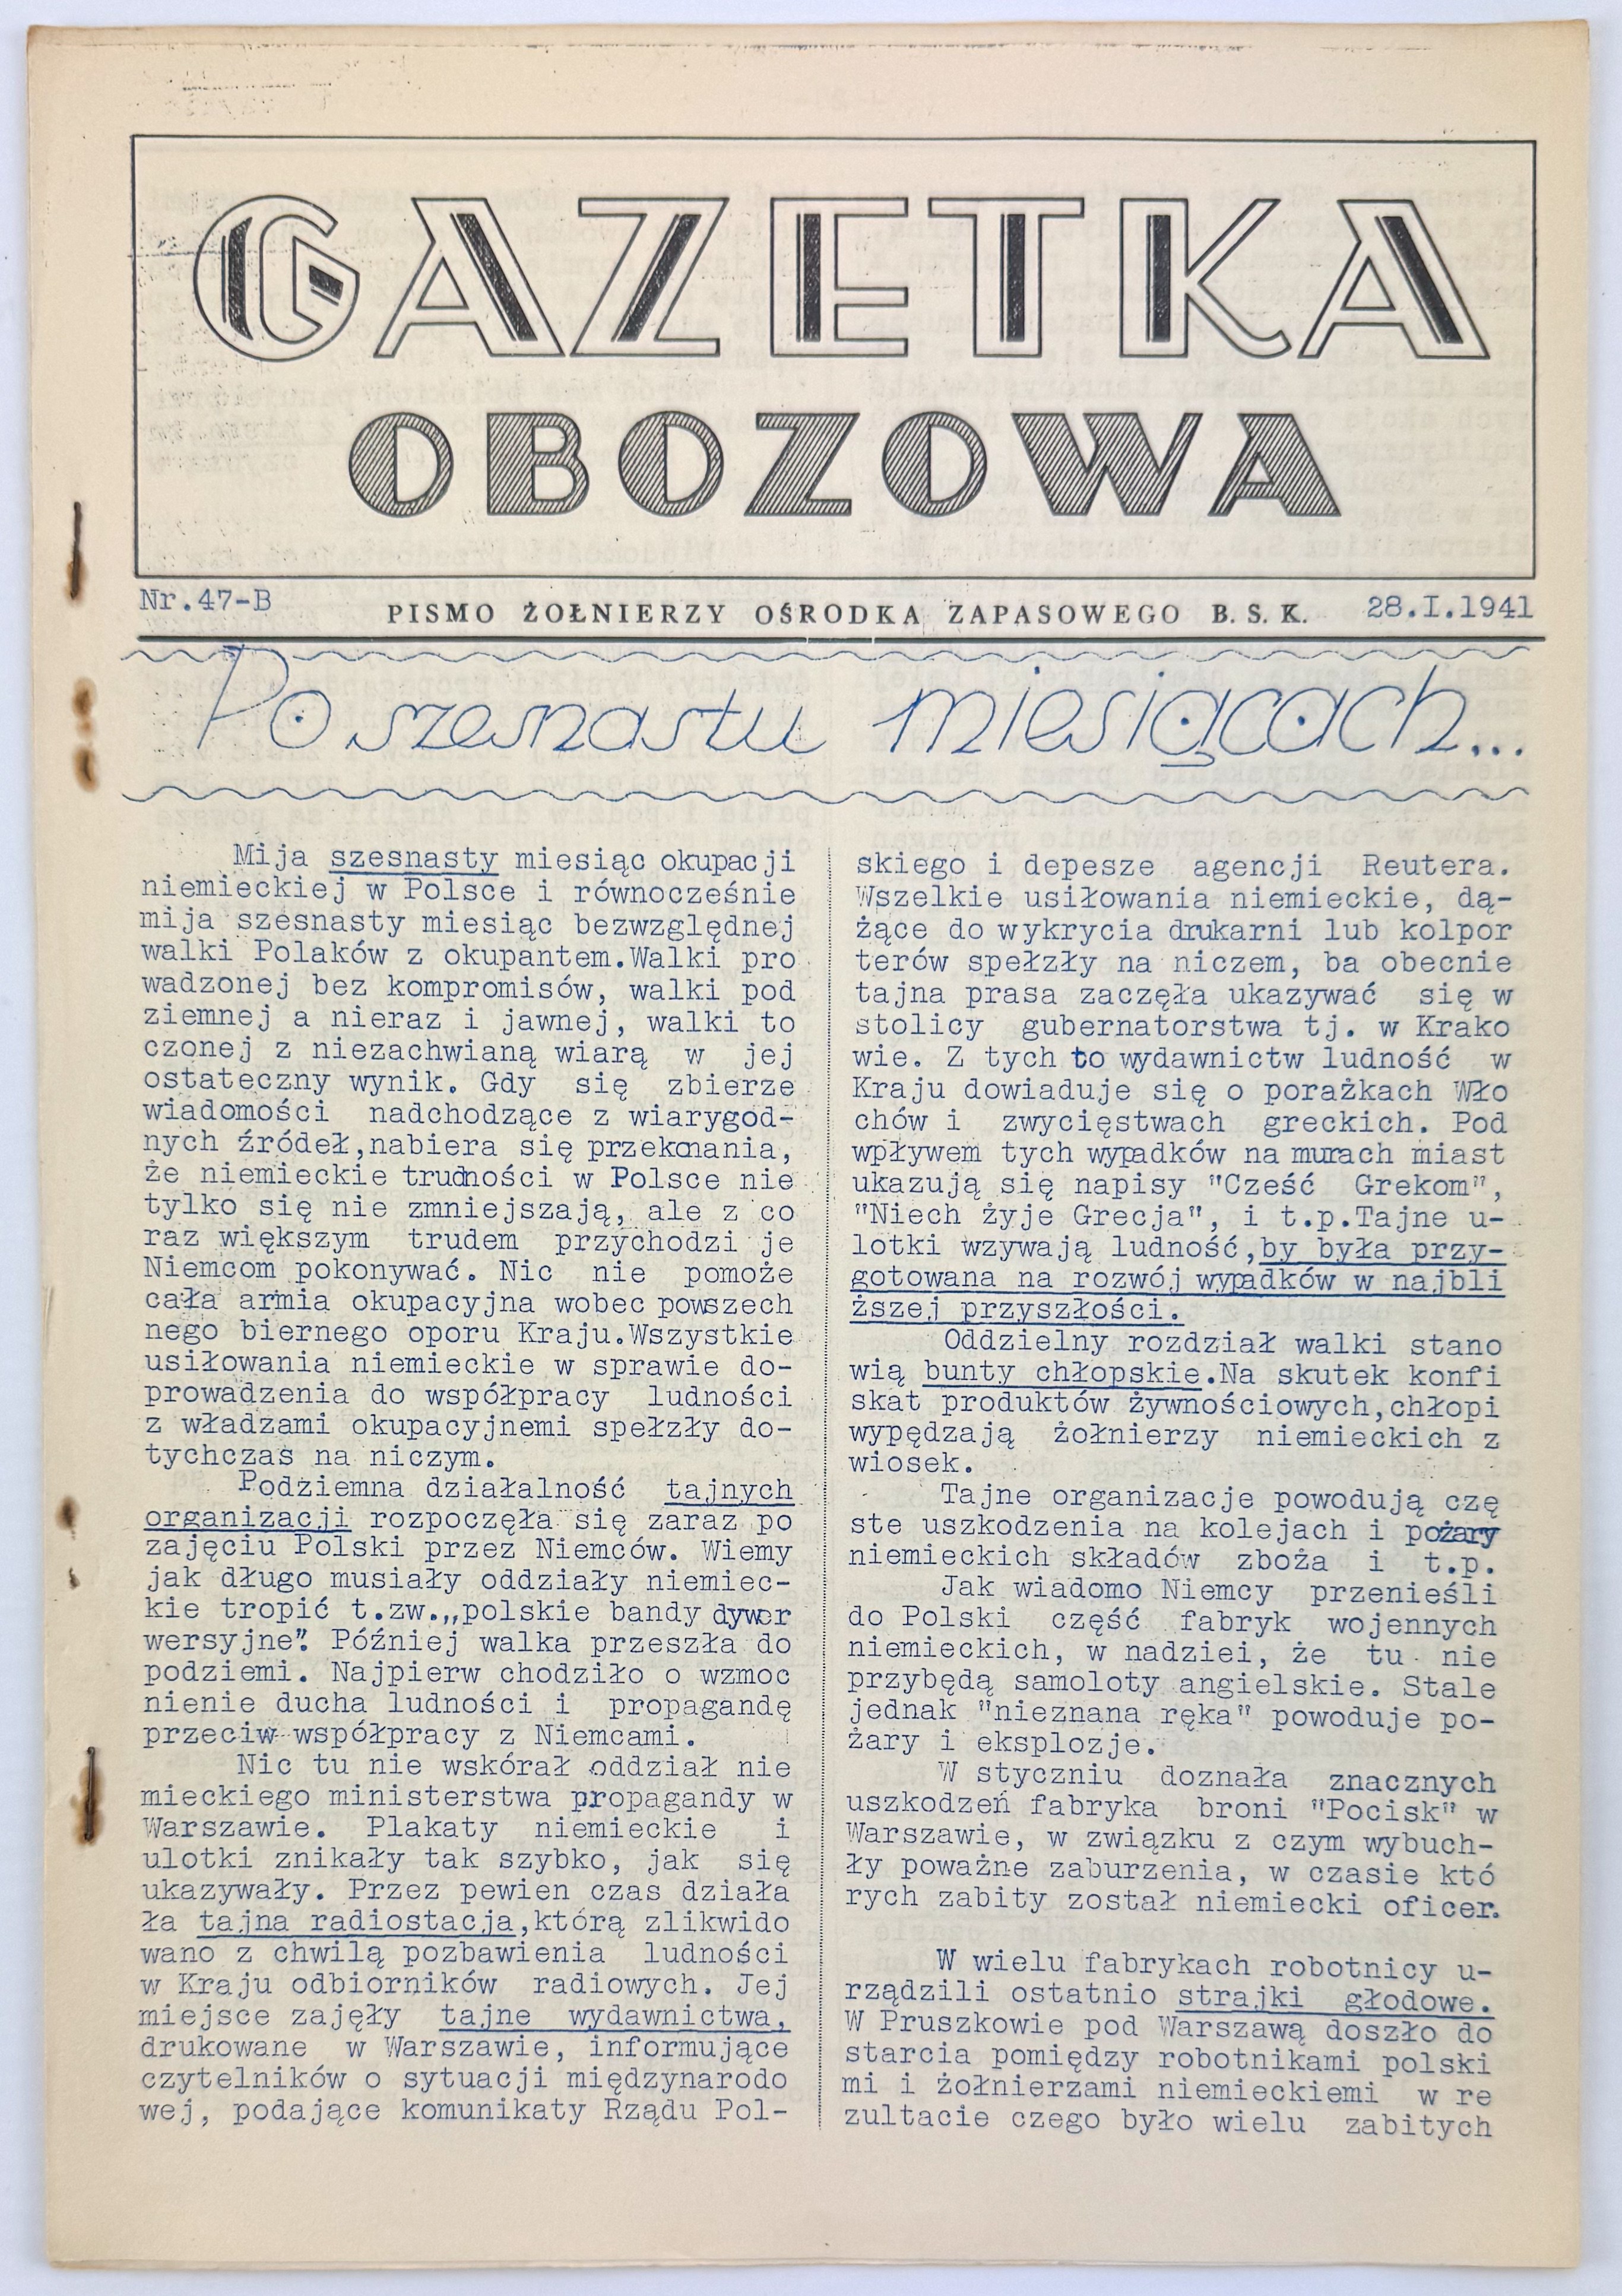 GAZETKA
OBOZOWA
Nr.47-B
PISMO ŻOŁNIERZY OŚRODKA ZAPASOWEGO B. S. K.
28.I.1941
Po szesnastu miesiącach...
Mija szesnasty miesiąc okupacji
niemieckiej w Polsce i równocześnie
mija szesnasty miesiąc bezwzględnej
walki Polaków z okupantem.Walki pro
wadzonej bez kompromisów, walki pod
ziemnej a nieraz i jawnej, walki to
czonej z niezachwianą wiarą w jej
ostateczny wynik. Gdy się zbierze
wiadomości nadchodzące z wiarygod-
nych źródeł,nabiera się przekonania,
że niemieckie trudności w Polsce nie
tylko się nie zmniejszają, ale z co
raz większym trudem przychodzi je
Niemcom pokonywać. Nic nie pomoże
cała armia okupacyjna wobec powszech
nego biernego oporu Kraju.Wszystkie
usiłowania niemieckie w sprawie do-
prowadzenia do współpracy ludności
z władzami okupacyjnemi spełzły do-
tychczas na niczym.
Podziemna działalność tajnych
organizacji rozpoczęła się zaraz po
zajęciu Polski przez Niemców. Wiemy
jak długo musiały oddziały niemiec-
kie tropić t.zw.„polskie bandy dywer
wersyjne". Później walka przeszła do
podziemi. Najpierw chodziło o wzmoc
nienie ducha ludności i propagandę
przeciw współpracy z Niemcami.
Nic tu nie wskórał oddział nie
mieckiego ministerstwa propagandy w
Warszawie. Plakaty niemieckie i
ulotki znikały tak szybko, jak się
ukazywały. Przez pewien czas działa
ła tajna radiostacja,którą zlikwido
wano z chwilą pozbawienia ludności
w Kraju odbiorników radiowych. Jej
miejsce zajęły tajne wydawnictwa,
drukowane w Warszawie, informujące
czytelników o sytuacji międzynarodo
wej, podające komunikaty Rządu Pol-
skiego i depesze agencji Reutera.
Wszelkie usiłowania niemieckie, dą-
żące do wykrycia drukarni lub kolpor
terów spełzły na niczem, ba obecnie
tajna prasa zaczęła ukazywać się w
stolicy gubernatorstwa tj. w Krako
wie. Z tych to wydawnictw ludność w
Kraju dowiaduje się o porażkach Wło
chów i zwycięstwach greckich. Pod
wpływem tych wypadków na murach miast
ukazują się napisy "Cześć Grekom",
"Niech żyje Grecja", i t.p.Tajne u-
lotki wzywają ludność,by była przy-
gotowana na rozwój wypadków w najbli
ższej przyszłości.
Oddzielny rozdział walki stano
wią bunty chłopskie.Na skutek konfi
skat produktów żywnościowych,chłopi
wypędzają żołnierzy niemieckich z
wiosek.
Tajne organizacje powodują czę
ste uszkodzenia na kolejach i pożary
niemieckich składów zboża i t.p.
Jak wiadomo Niemcy przenieśli
do Polski część fabryk wojennych
niemieckich, w nadziei, że tu nie
przybędą samoloty angielskie. Stale
jednak "nieznana ręka" powoduje po-
żary i eksplozje.
W styczniu doznała znacznych
uszkodzeń fabryka broni "Pocisk" w
Warszawie, w związku z czym wybuch-
ły poważne zaburzenia, w czasie któ
rych zabity został niemiecki oficer.
W wielu fabrykach robotnicy u-
rządzili ostatnio strajki głodowe.
W Pruszkowie pod Warszawą doszło do
starcia pomiędzy robotnikami polski
mi i żołnierzami niemieckiemi w re
zultacie czego było wielu zabitych